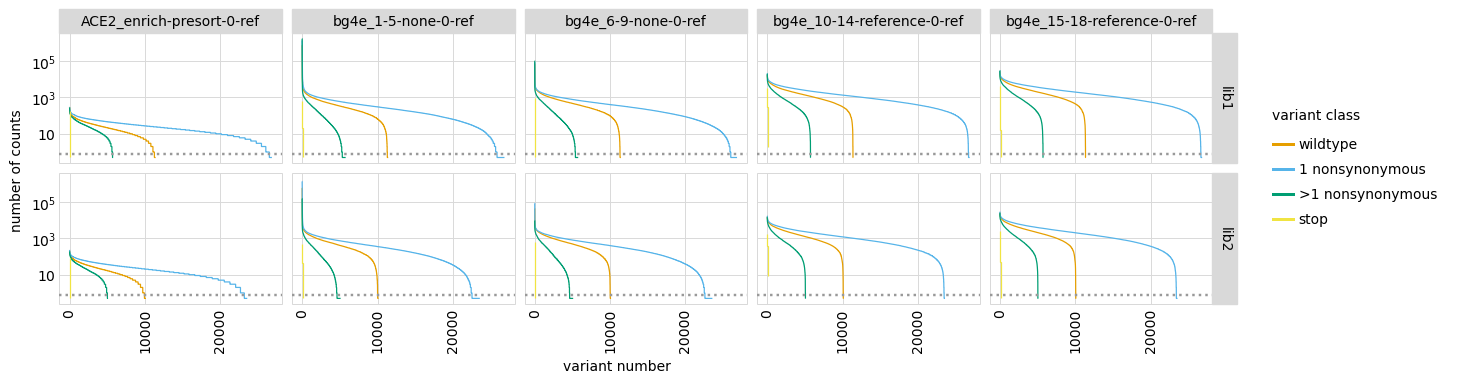 ACE2_enrich-presort-0-ref
bg4e_1-5-none-0-ref
bg4e_6-9-none-0-ref
bg4e_10-14-reference-0-ref
bg4e_15-18-reference-0-ref
number of counts
10⁵
10³
10
lib1
10⁵
10³
10
lib2
0
10000
20000
0
10000
20000
0
10000
20000
0
10000
20000
0
10000
20000
variant number
variant class
wildtype
1 nonsynonymous
>1 nonsynonymous
stop